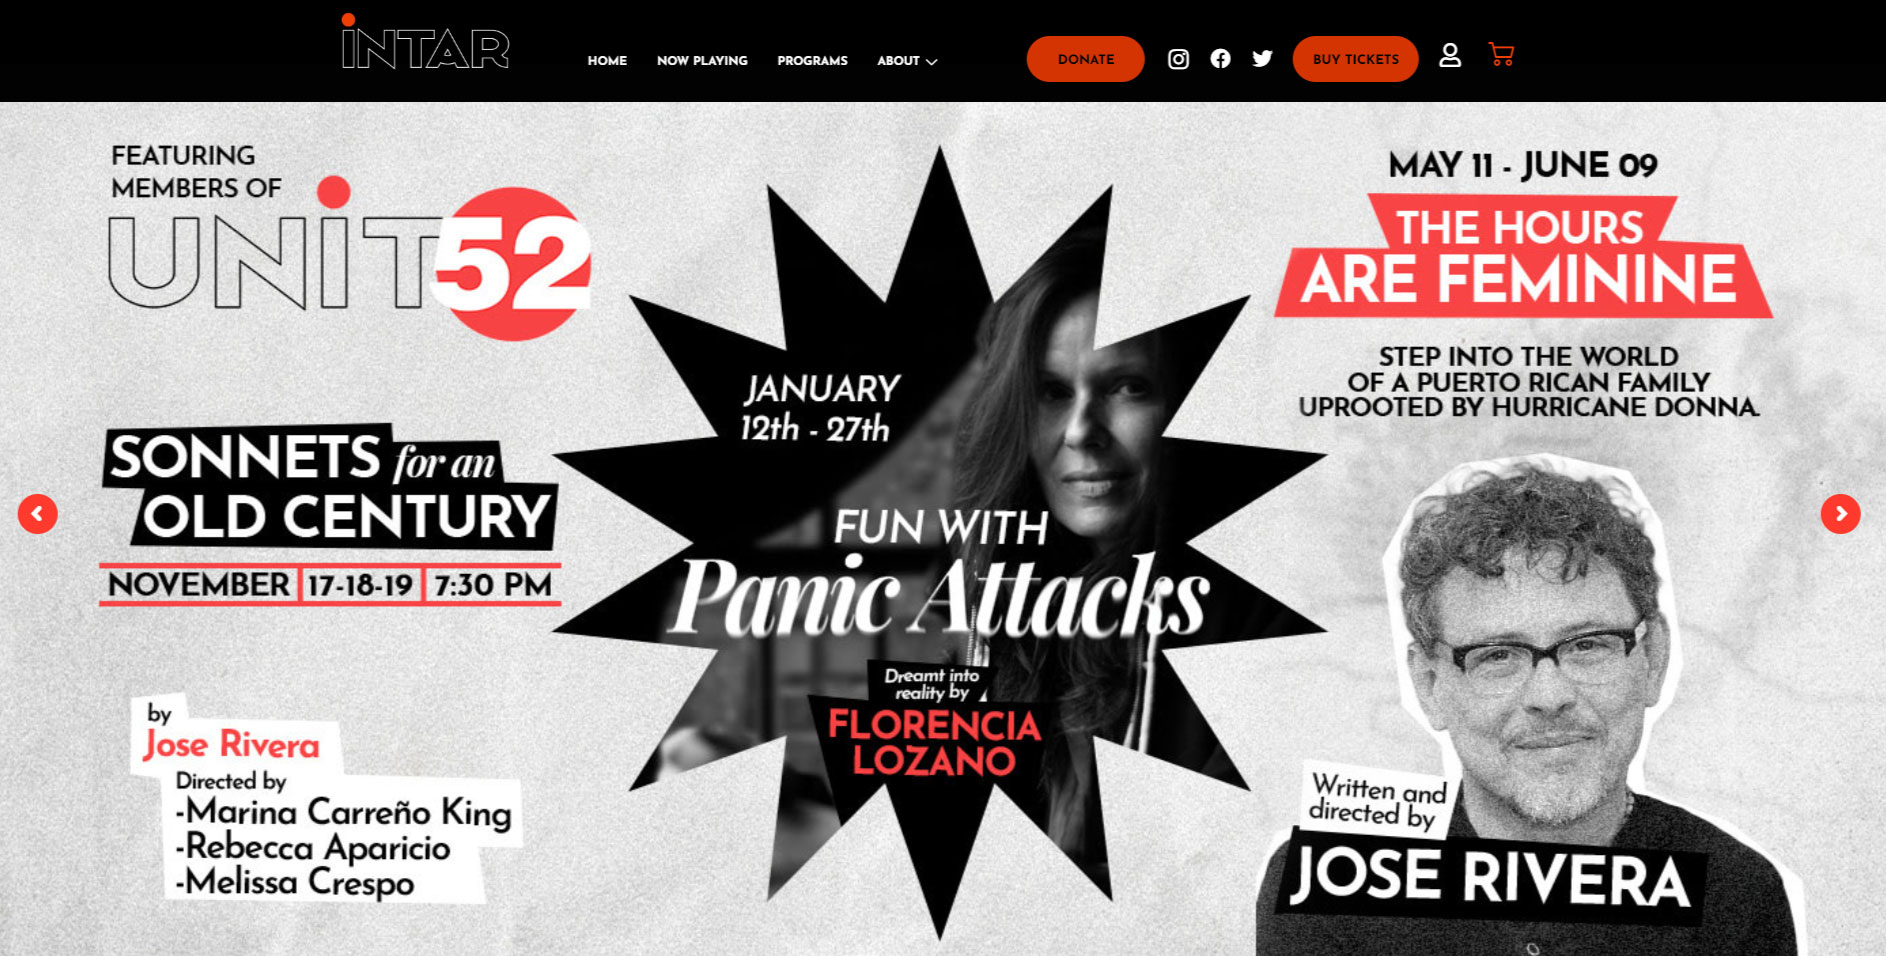 INTAR
HOME NOW PLAYING PROGRAMS ABOUT DONATE BUY TICKETS
FEATURING
MEMBERS OF
UNIT 52
SONNETS for an
OLD CENTURY
NOVEMBER 17-18-19 7:30 PM
by
Jose Rivera
Directed by
-Marina Carreño King
-Rebecca Aparicio
-Melissa Crespo
JANUARY
12th - 27th
FUN WITH
Panic Attacks
Dreamt into
reality by
FLORENCIA
LOZANO
MAY 11 - JUNE 09
THE HOURS
ARE FEMININE
STEP INTO THE WORLD
OF A PUERTO RICAN FAMILY
UPROOTED BY HURRICANE DONNA.
Written and
directed by
JOSE RIVERA